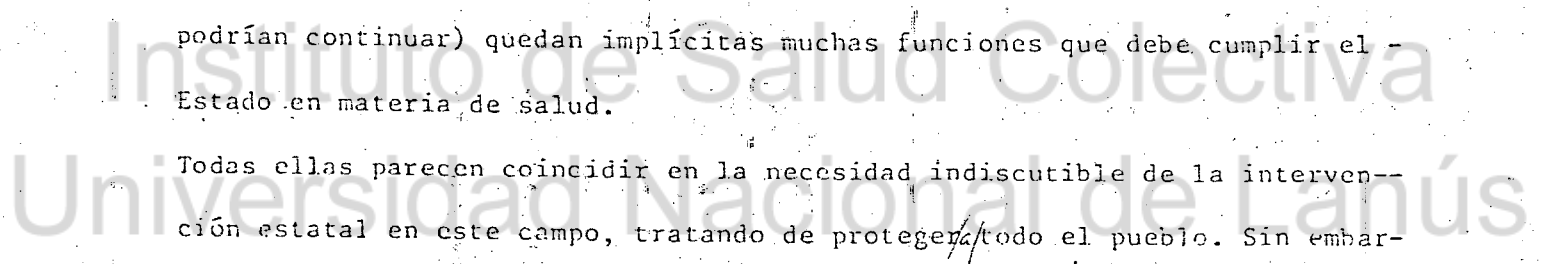 podrían continuar) quedan implícitas muchas funciones que debe cumplir el -
Instituto de Salud Colectiva
Estado en materia de salud.
Todas ellas parecen coincidir en la necesidad indiscutible de la interven--
Universidad Nacional de Lanús
ción estatal en este campo, tratando de proteger/a/todo el pueblo. Sin embar-